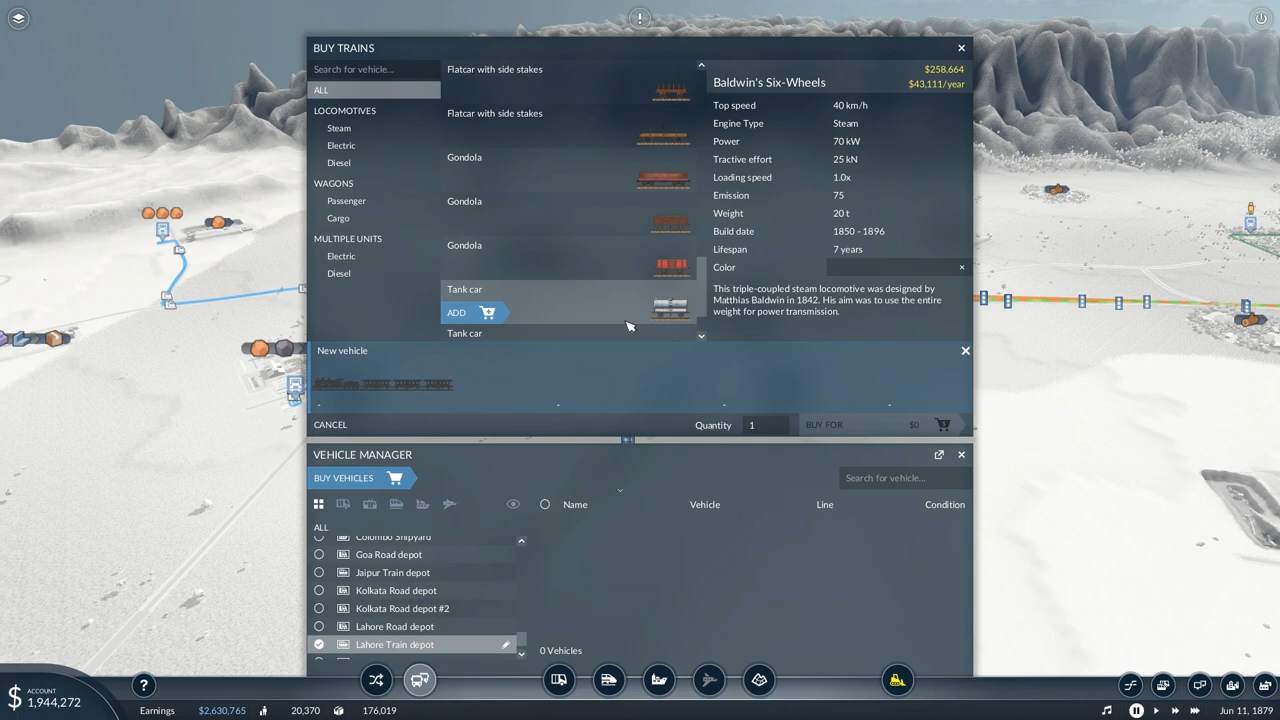 BUY TRAINS
Search for vehicle...
ALL
LOCOMOTIVES
Steam
Electric
Diesel
WAGONS
Passenger
Cargo
MULTIPLE UNITS
Electric
Diesel
Flatcar with side stakes
Flatcar with side stakes
Gondola
Gondola
Gondola
Tank car
ADD
Tank car
$258,664
Baldwin's Six-Wheels
$43,111/year
Top speed 40 km/h
Engine Type Steam
Power 70 kW
Tractive effort 25 kN
Loading speed 1.0x
Emission 75
Weight 20 t
Build date 1850 - 1896
Lifespan 7 years
Color
This triple-coupled steam locomotive was designed by
Matthias Baldwin in 1842. His aim was to use the entire
weight for power transmission.
New vehicle
- - - -
CANCEL
Quantity 1
BUY FOR $0
VEHICLE MANAGER
BUY VEHICLES
Search for vehicle...
Name Vehicle Line Condition
ALL
Colombo Shipyard
Goa Road depot
Jaipur Train depot
Kolkata Road depot
Kolkata Road depot #2
Lahore Road depot
Lahore Train depot
0 Vehicles
$ ACCOUNT
1,944,272
?
Earnings $2,630,765 20,370 176,019
Jun 11, 1879